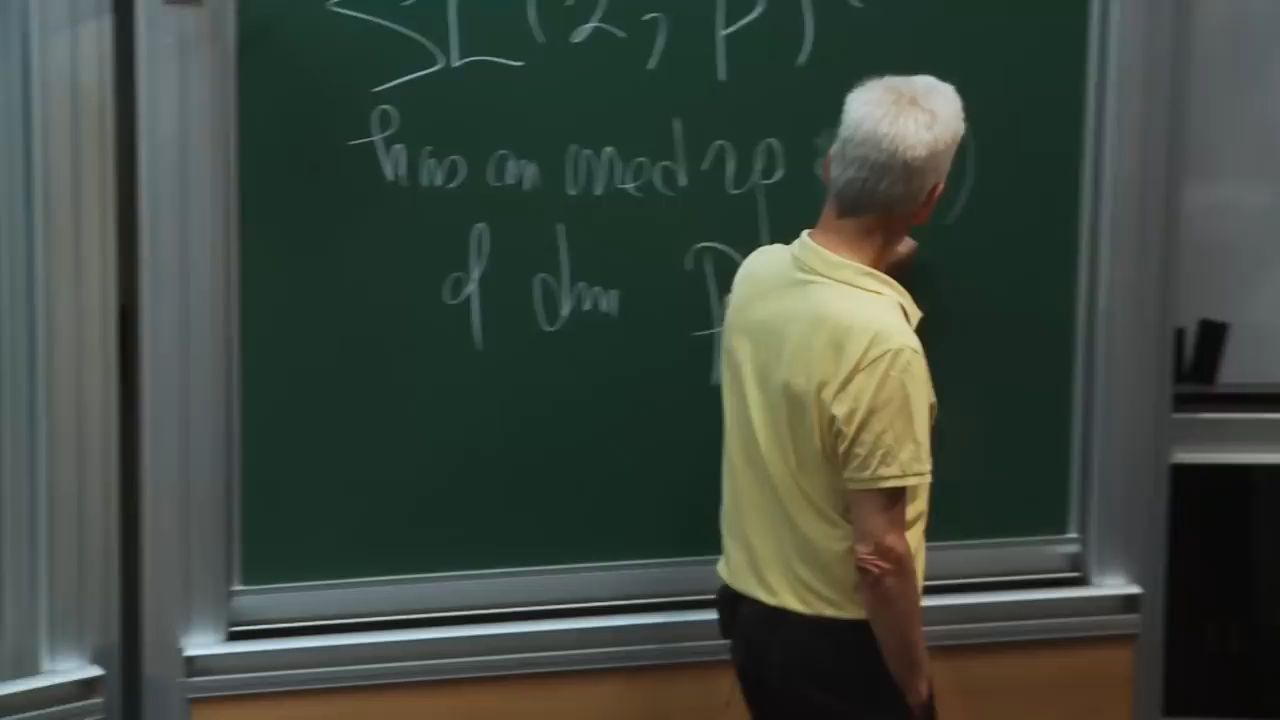 SL(2, p)
has an irred rep )
of dim p